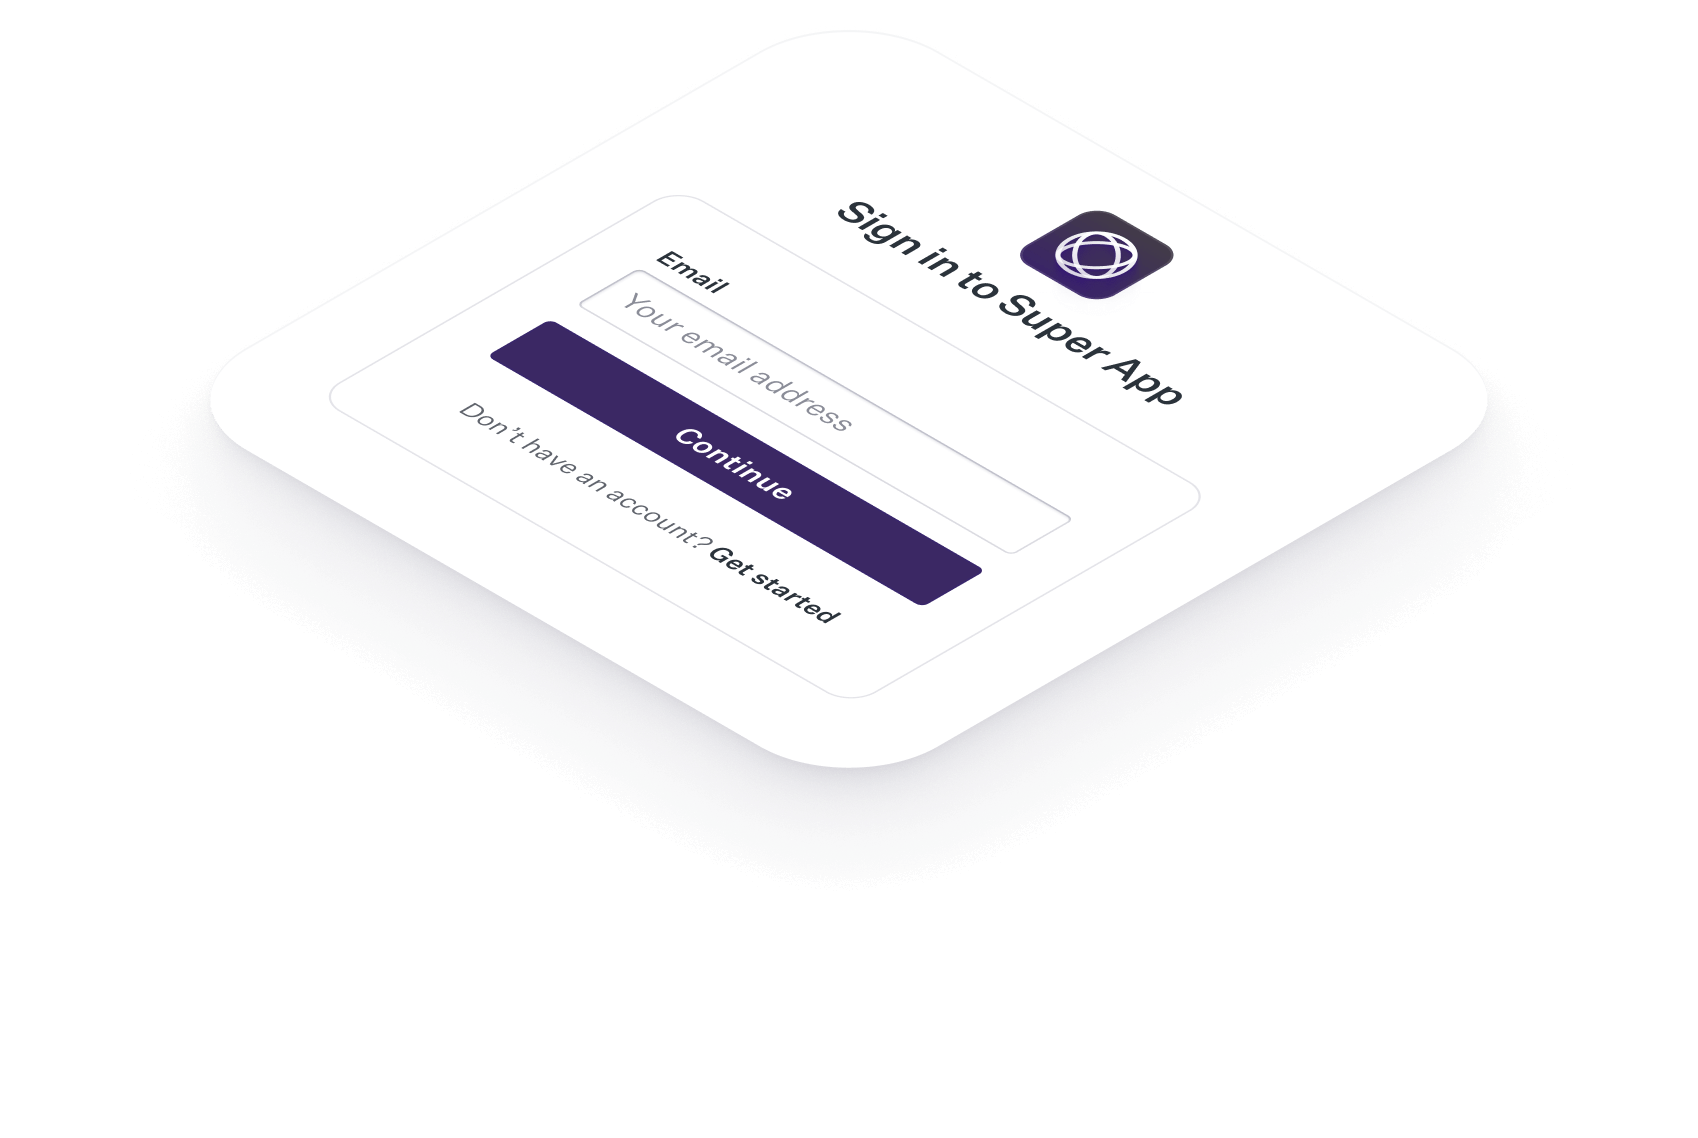 Sign in to Super App
Email
Your email address
Continue
Don’t have an account? Get started